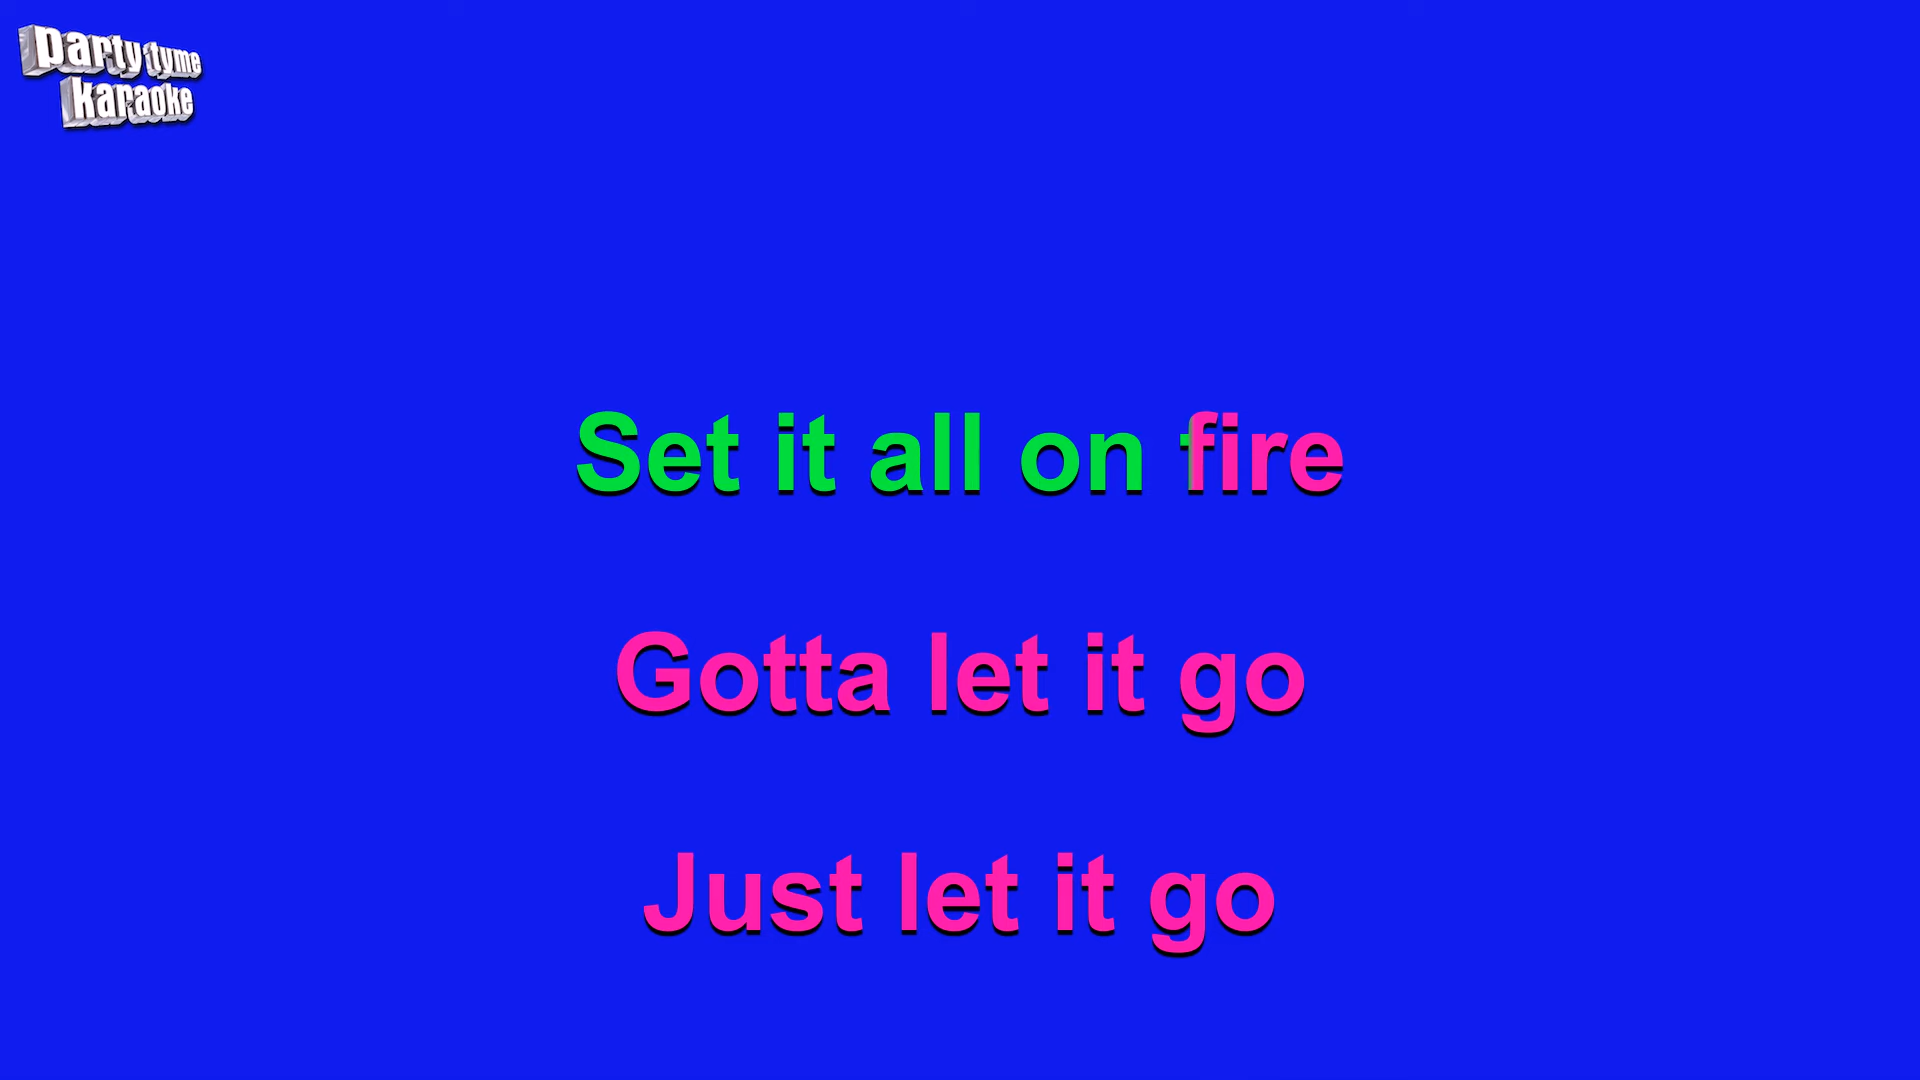 party tyme
karaoke
Set it all on fire
Gotta let it go
Just let it go